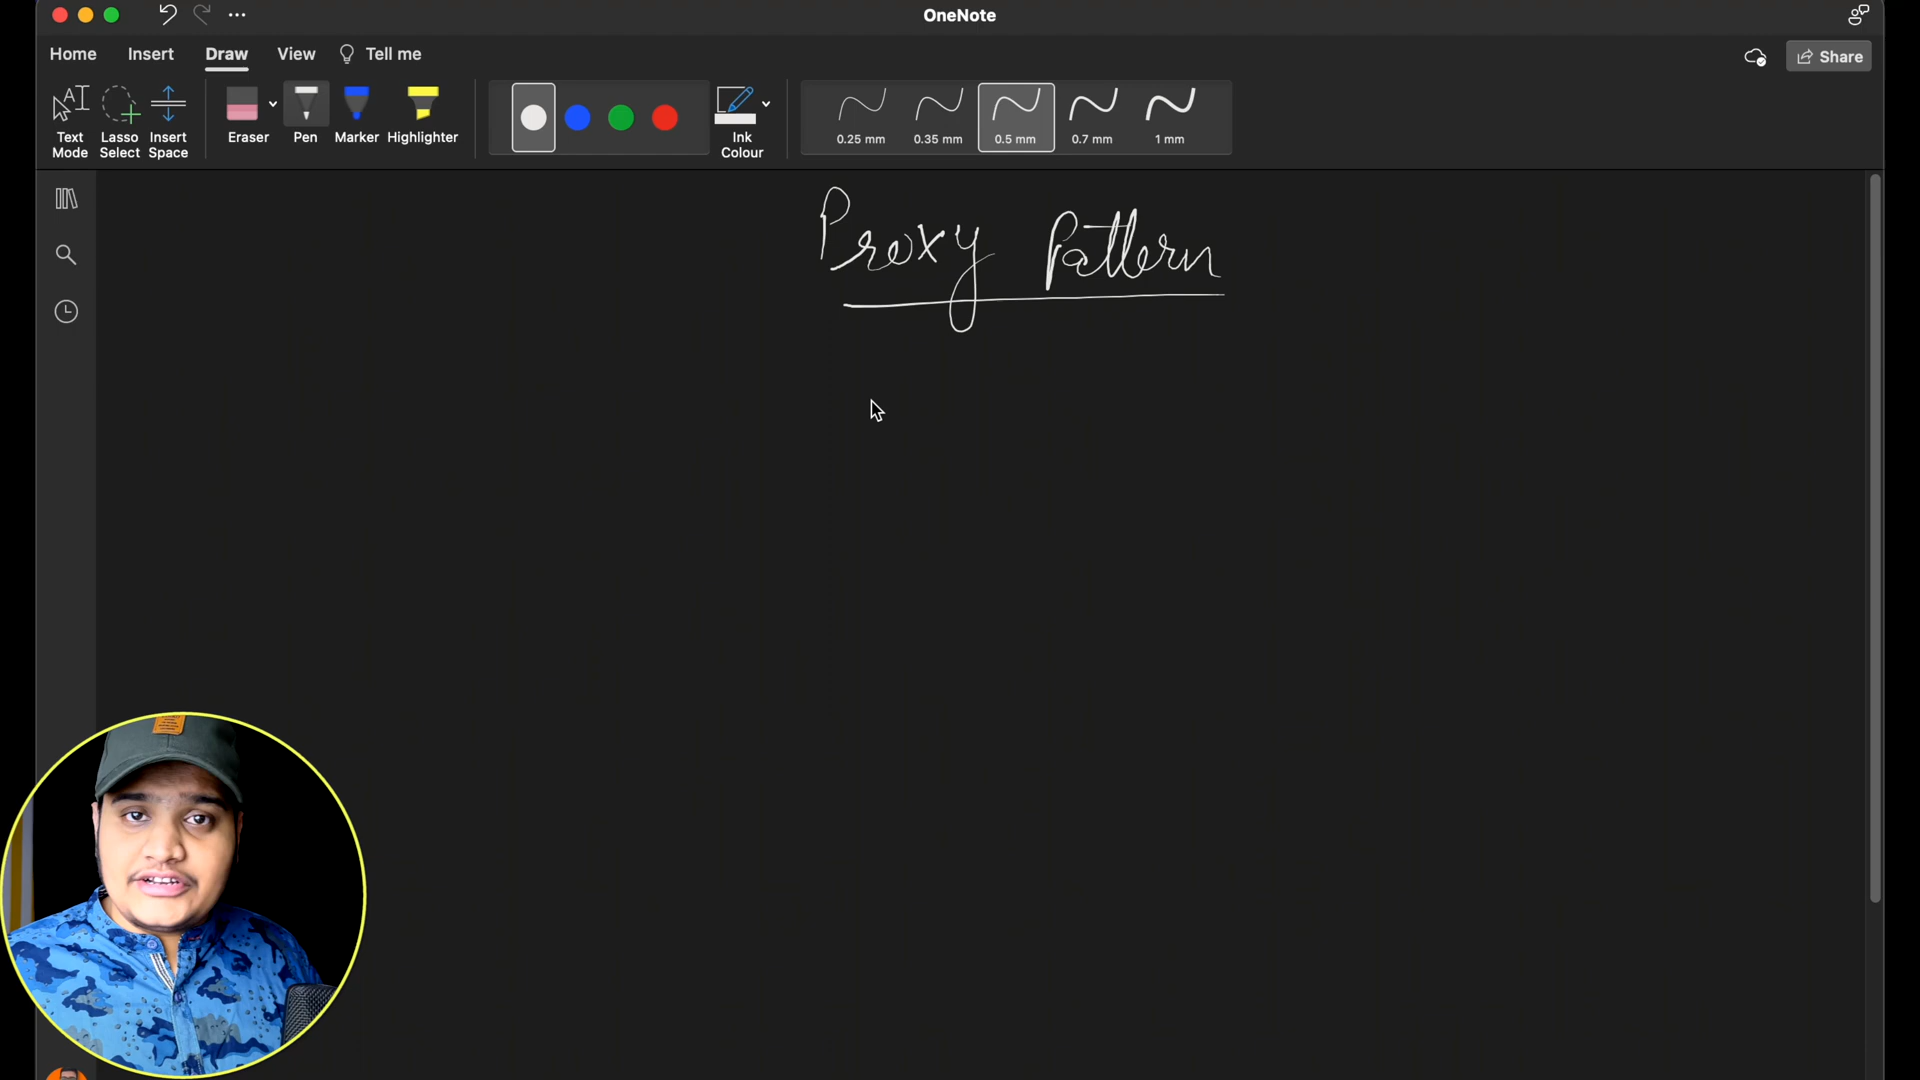 OneNote
Home Insert Draw View Tell me
Share
Text Mode
Lasso Select
Insert Space
Eraser
Pen
Marker
Highlighter
Ink Colour
0.25 mm
0.35 mm
0.5 mm
0.7 mm
1 mm
Proxy Pattern